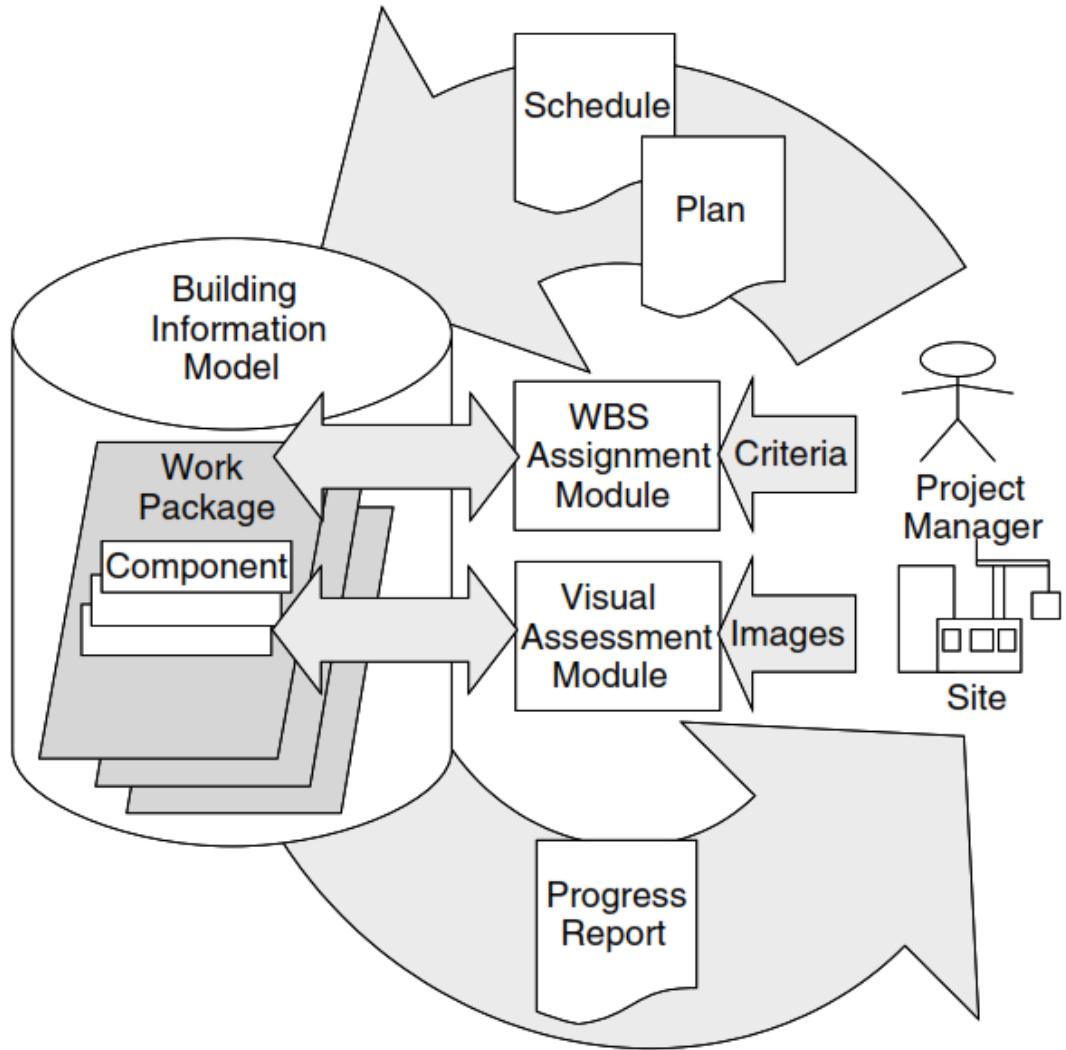 Schedule
Plan
Building
Information
Model
WBS
Assignment
Module
Criteria
Work
Package
Project
Manager
Component
Visual
Assessment
Module
Images
Site
Progress
Report